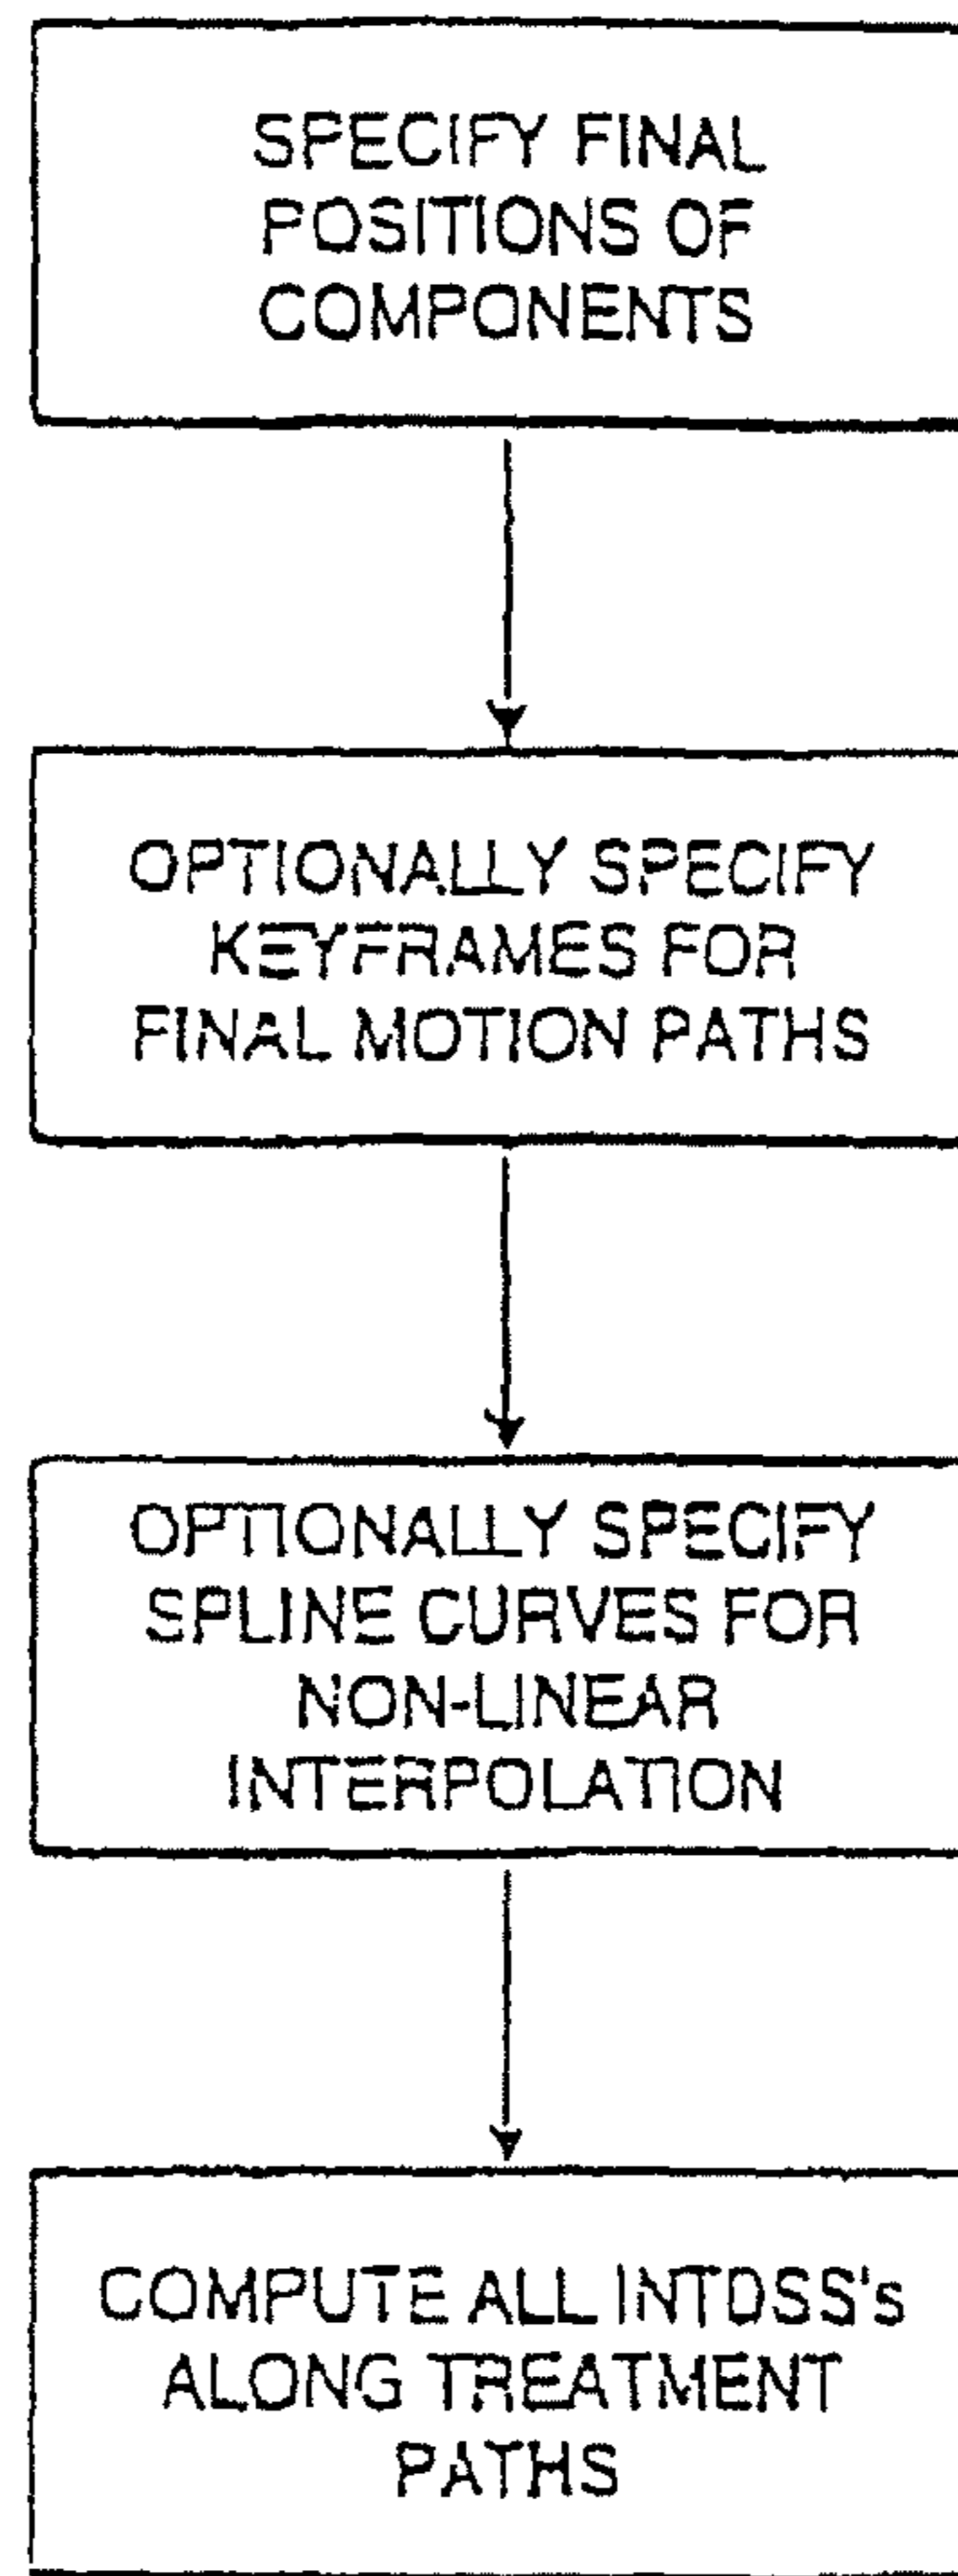 SPECIFY FINAL
POSITIONS OF
COMPONENTS
OPTIONALLY SPECIFY
KEYFRAMES FOR
FINAL MOTION PATHS
OPTIONALLY SPECIFY
SPLINE CURVES FOR
NON-LINEAR
INTERPOLATION
COMPUTE ALL INTDSS's
ALONG TREATMENT
PATHS